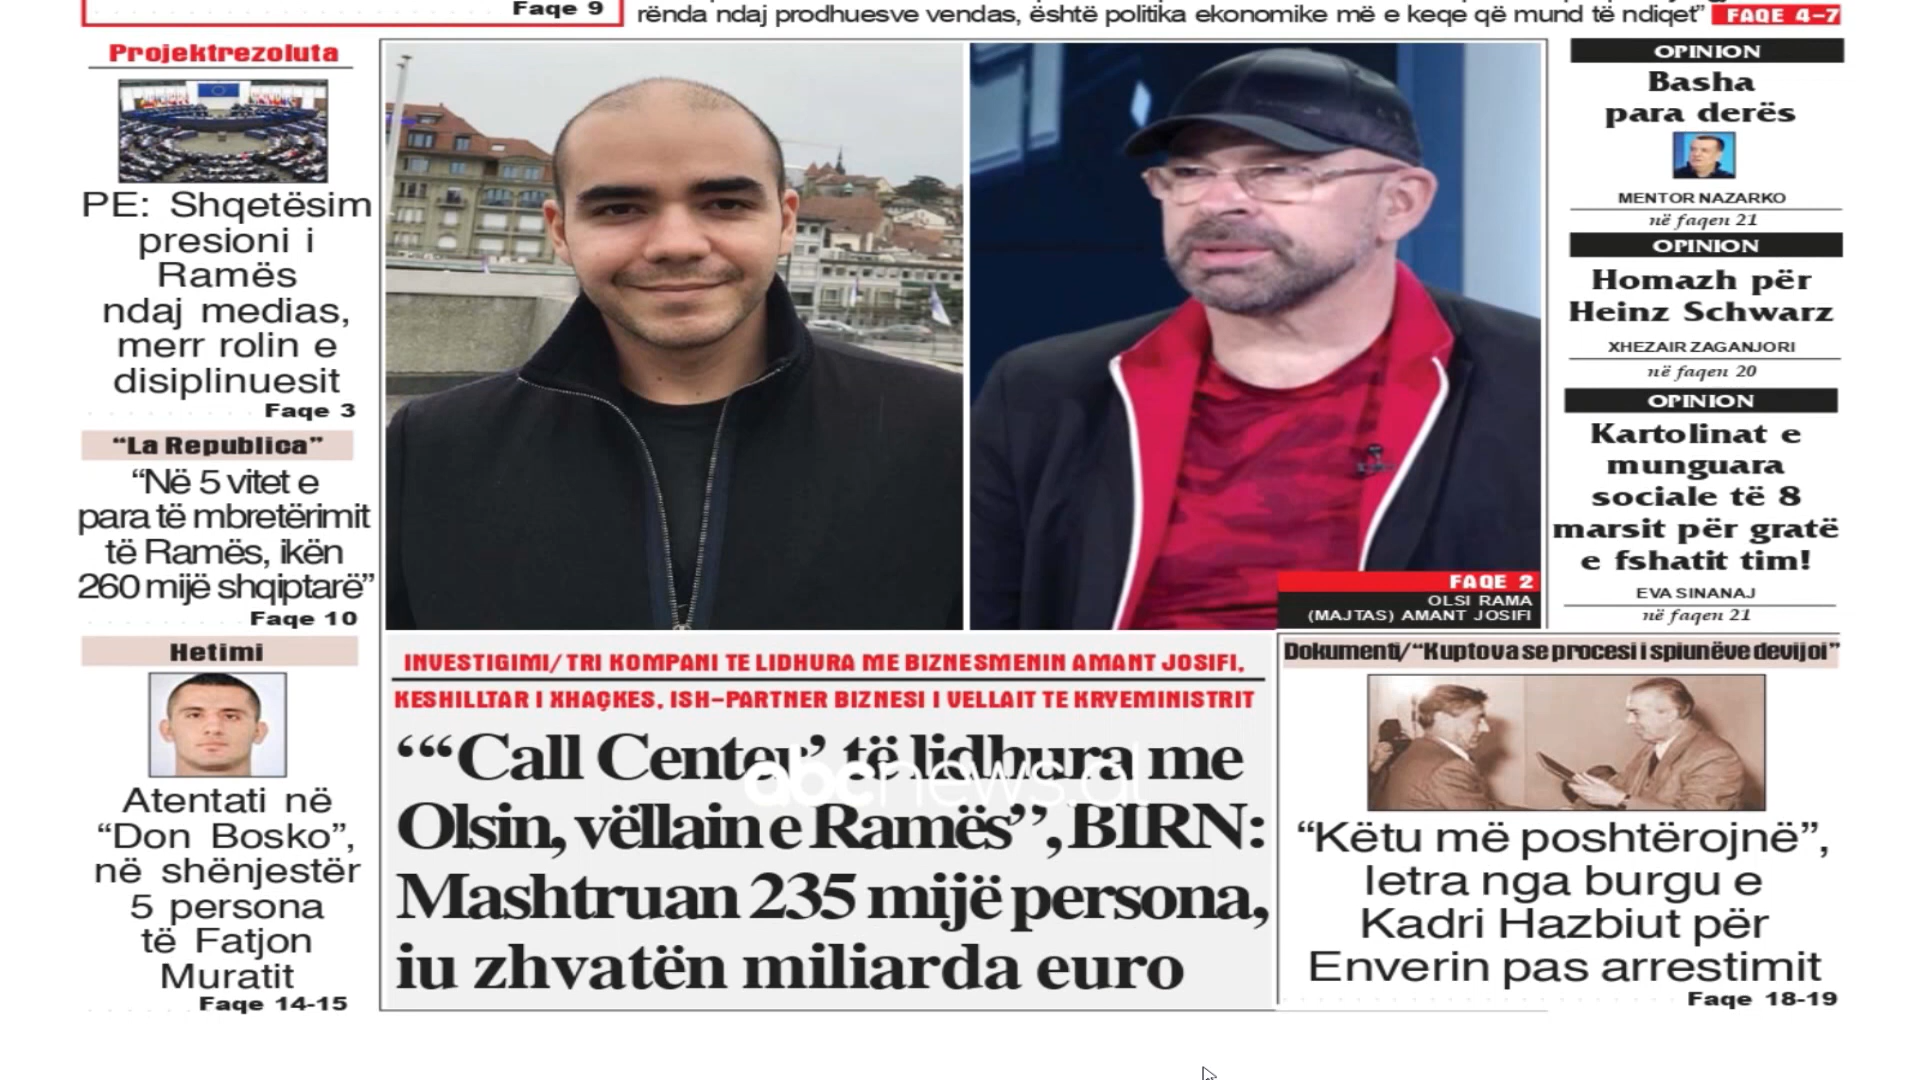 Faqe 9
rënda ndaj prodhuesve vendas, është politika ekonomike më e keqe që mund të ndiqet”
FAQE 4-7
Projektrezoluta
PE: Shqetësim
presioni i
Ramës
ndaj medias,
merr rolin e
disiplinuesit
Faqe 3
“La Republica”
“Në 5 vitet e
para të mbretërimit
të Ramës, ikën
260 mijë shqiptarë”
Faqe 10
Hetimi
Atentati në
“Don Bosko”,
në shënjestër
5 persona
të Fatjon
Muratit
Faqe 14-15
FAQE 2
OLSI RAMA
(MAJTAS) AMANT JOSIFI
INVESTIGIMI/ TRI KOMPANI TE LIDHURA ME BIZNESMENIN AMANT JOSIFI,
KESHILLTAR I XHAÇKES, ISH-PARTNER BIZNESI I VELLAIT TE KRYEMINISTRIT
“‘Call Center’ të lidhura me
Olsin, vëllain e Ramës”, BIRN:
Mashtruan 235 mijë persona,
iu zhvatën miliarda euro
abcnews.al
OPINION
Basha
para derës
MENTOR NAZARKO
në faqen 21
OPINION
Homazh për
Heinz Schwarz
XHEZAIR ZAGANJORI
në faqen 20
OPINION
Kartolinat e
munguara
sociale të 8
marsit për gratë
e fshatit tim!
EVA SINANAJ
në faqen 21
Dokumenti/“Kuptova se procesi i spiunëve devijoi”
“Këtu më poshtërojnë”,
letra nga burgu e
Kadri Hazbiut për
Enverin pas arrestimit
Faqe 18-19